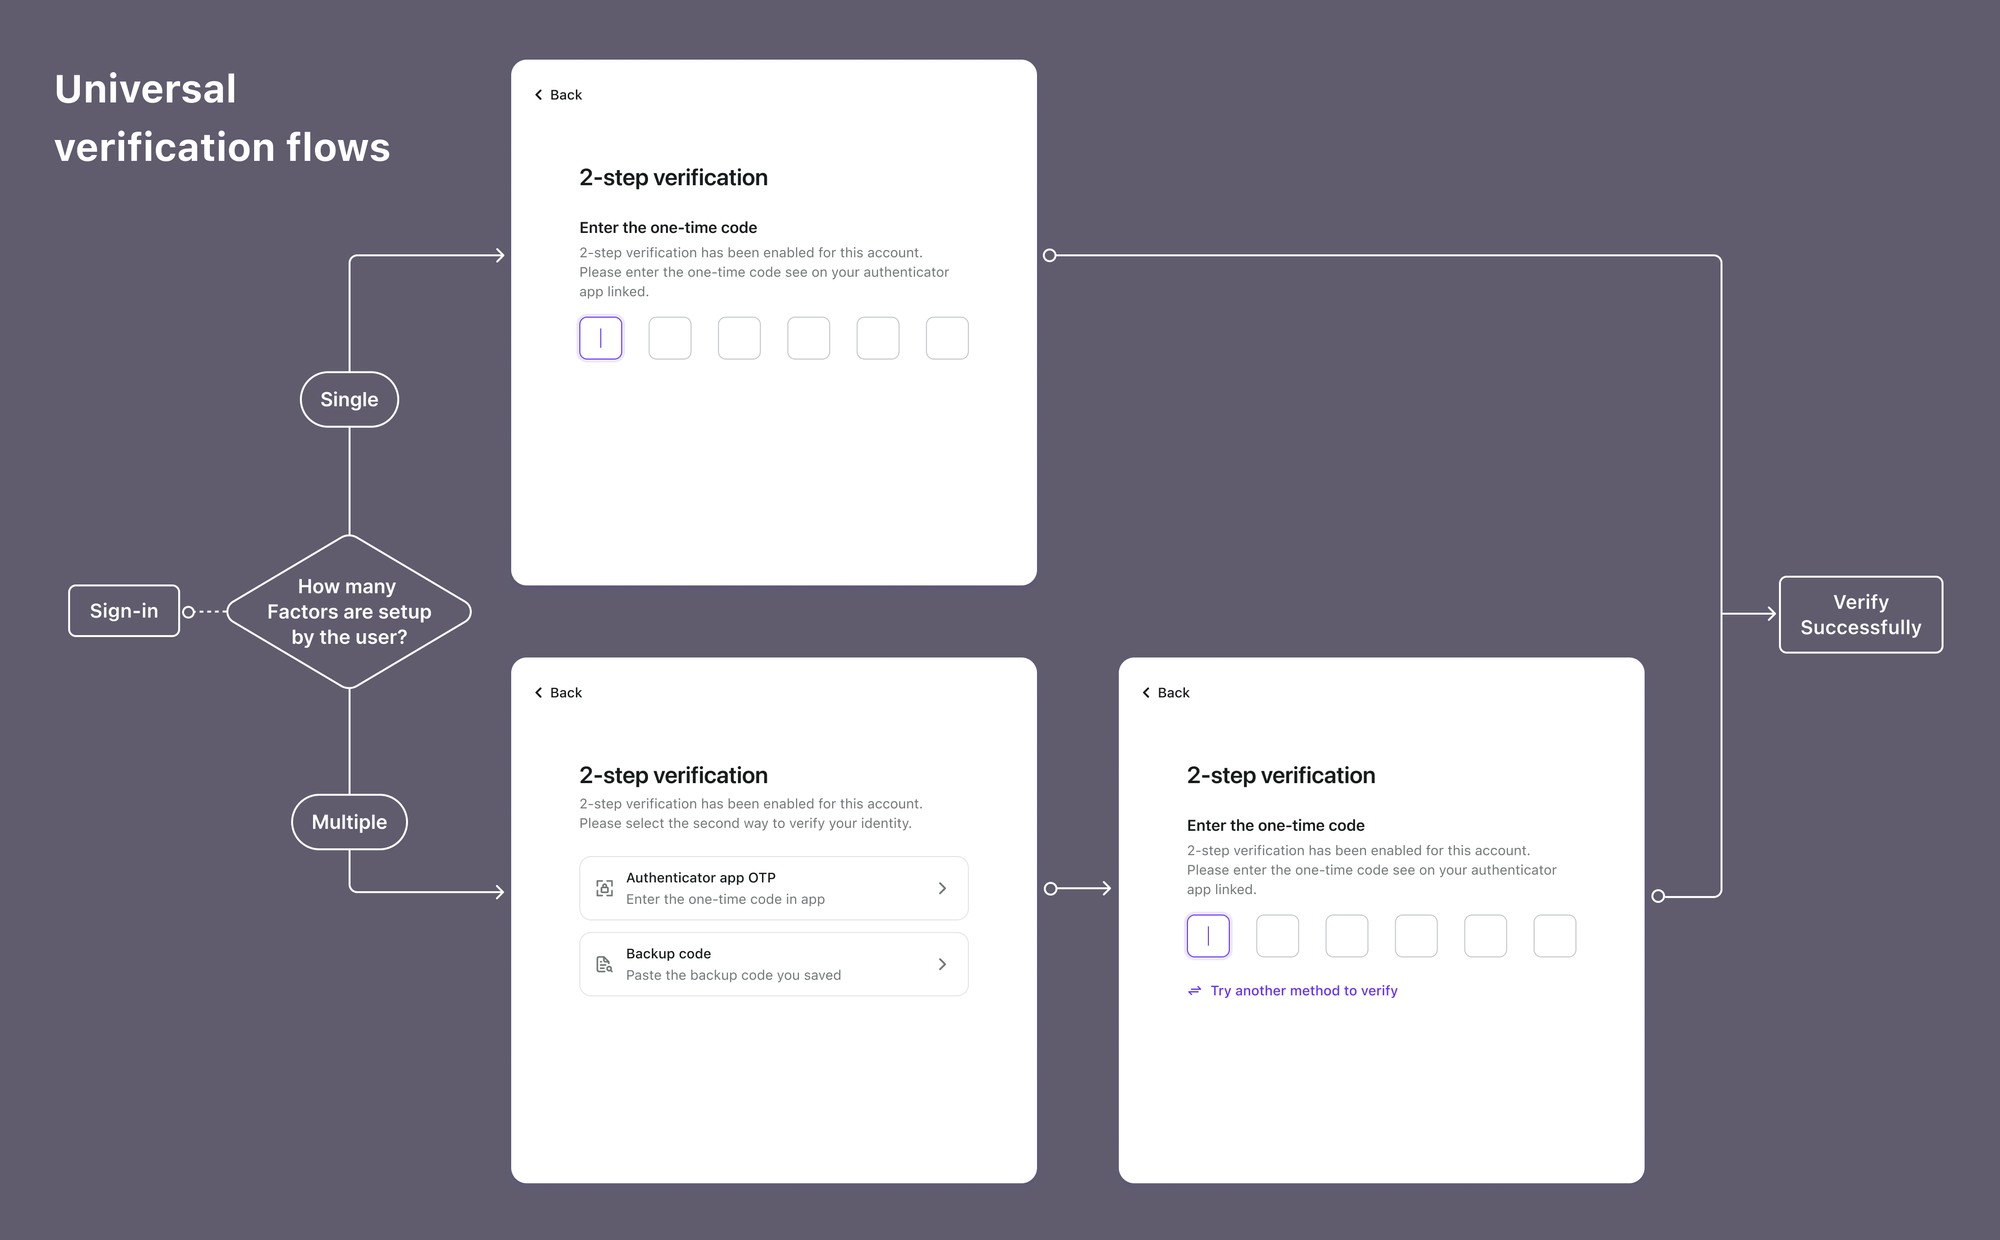 Universal
verification flows
Back
2-step verification
Enter the one-time code
2-step verification has been enabled for this account.
Please enter the one-time code see on your authenticator
app linked.
Single
How many
Factors are setup
by the user?
Sign-in
Verify
Successfully
Multiple
Back
2-step verification
2-step verification has been enabled for this account.
Please select the second way to verify your identity.
Authenticator app OTP
Enter the one-time code in app
Backup code
Paste the backup code you saved
Back
2-step verification
Enter the one-time code
2-step verification has been enabled for this account.
Please enter the one-time code see on your authenticator
app linked.
Try another method to verify